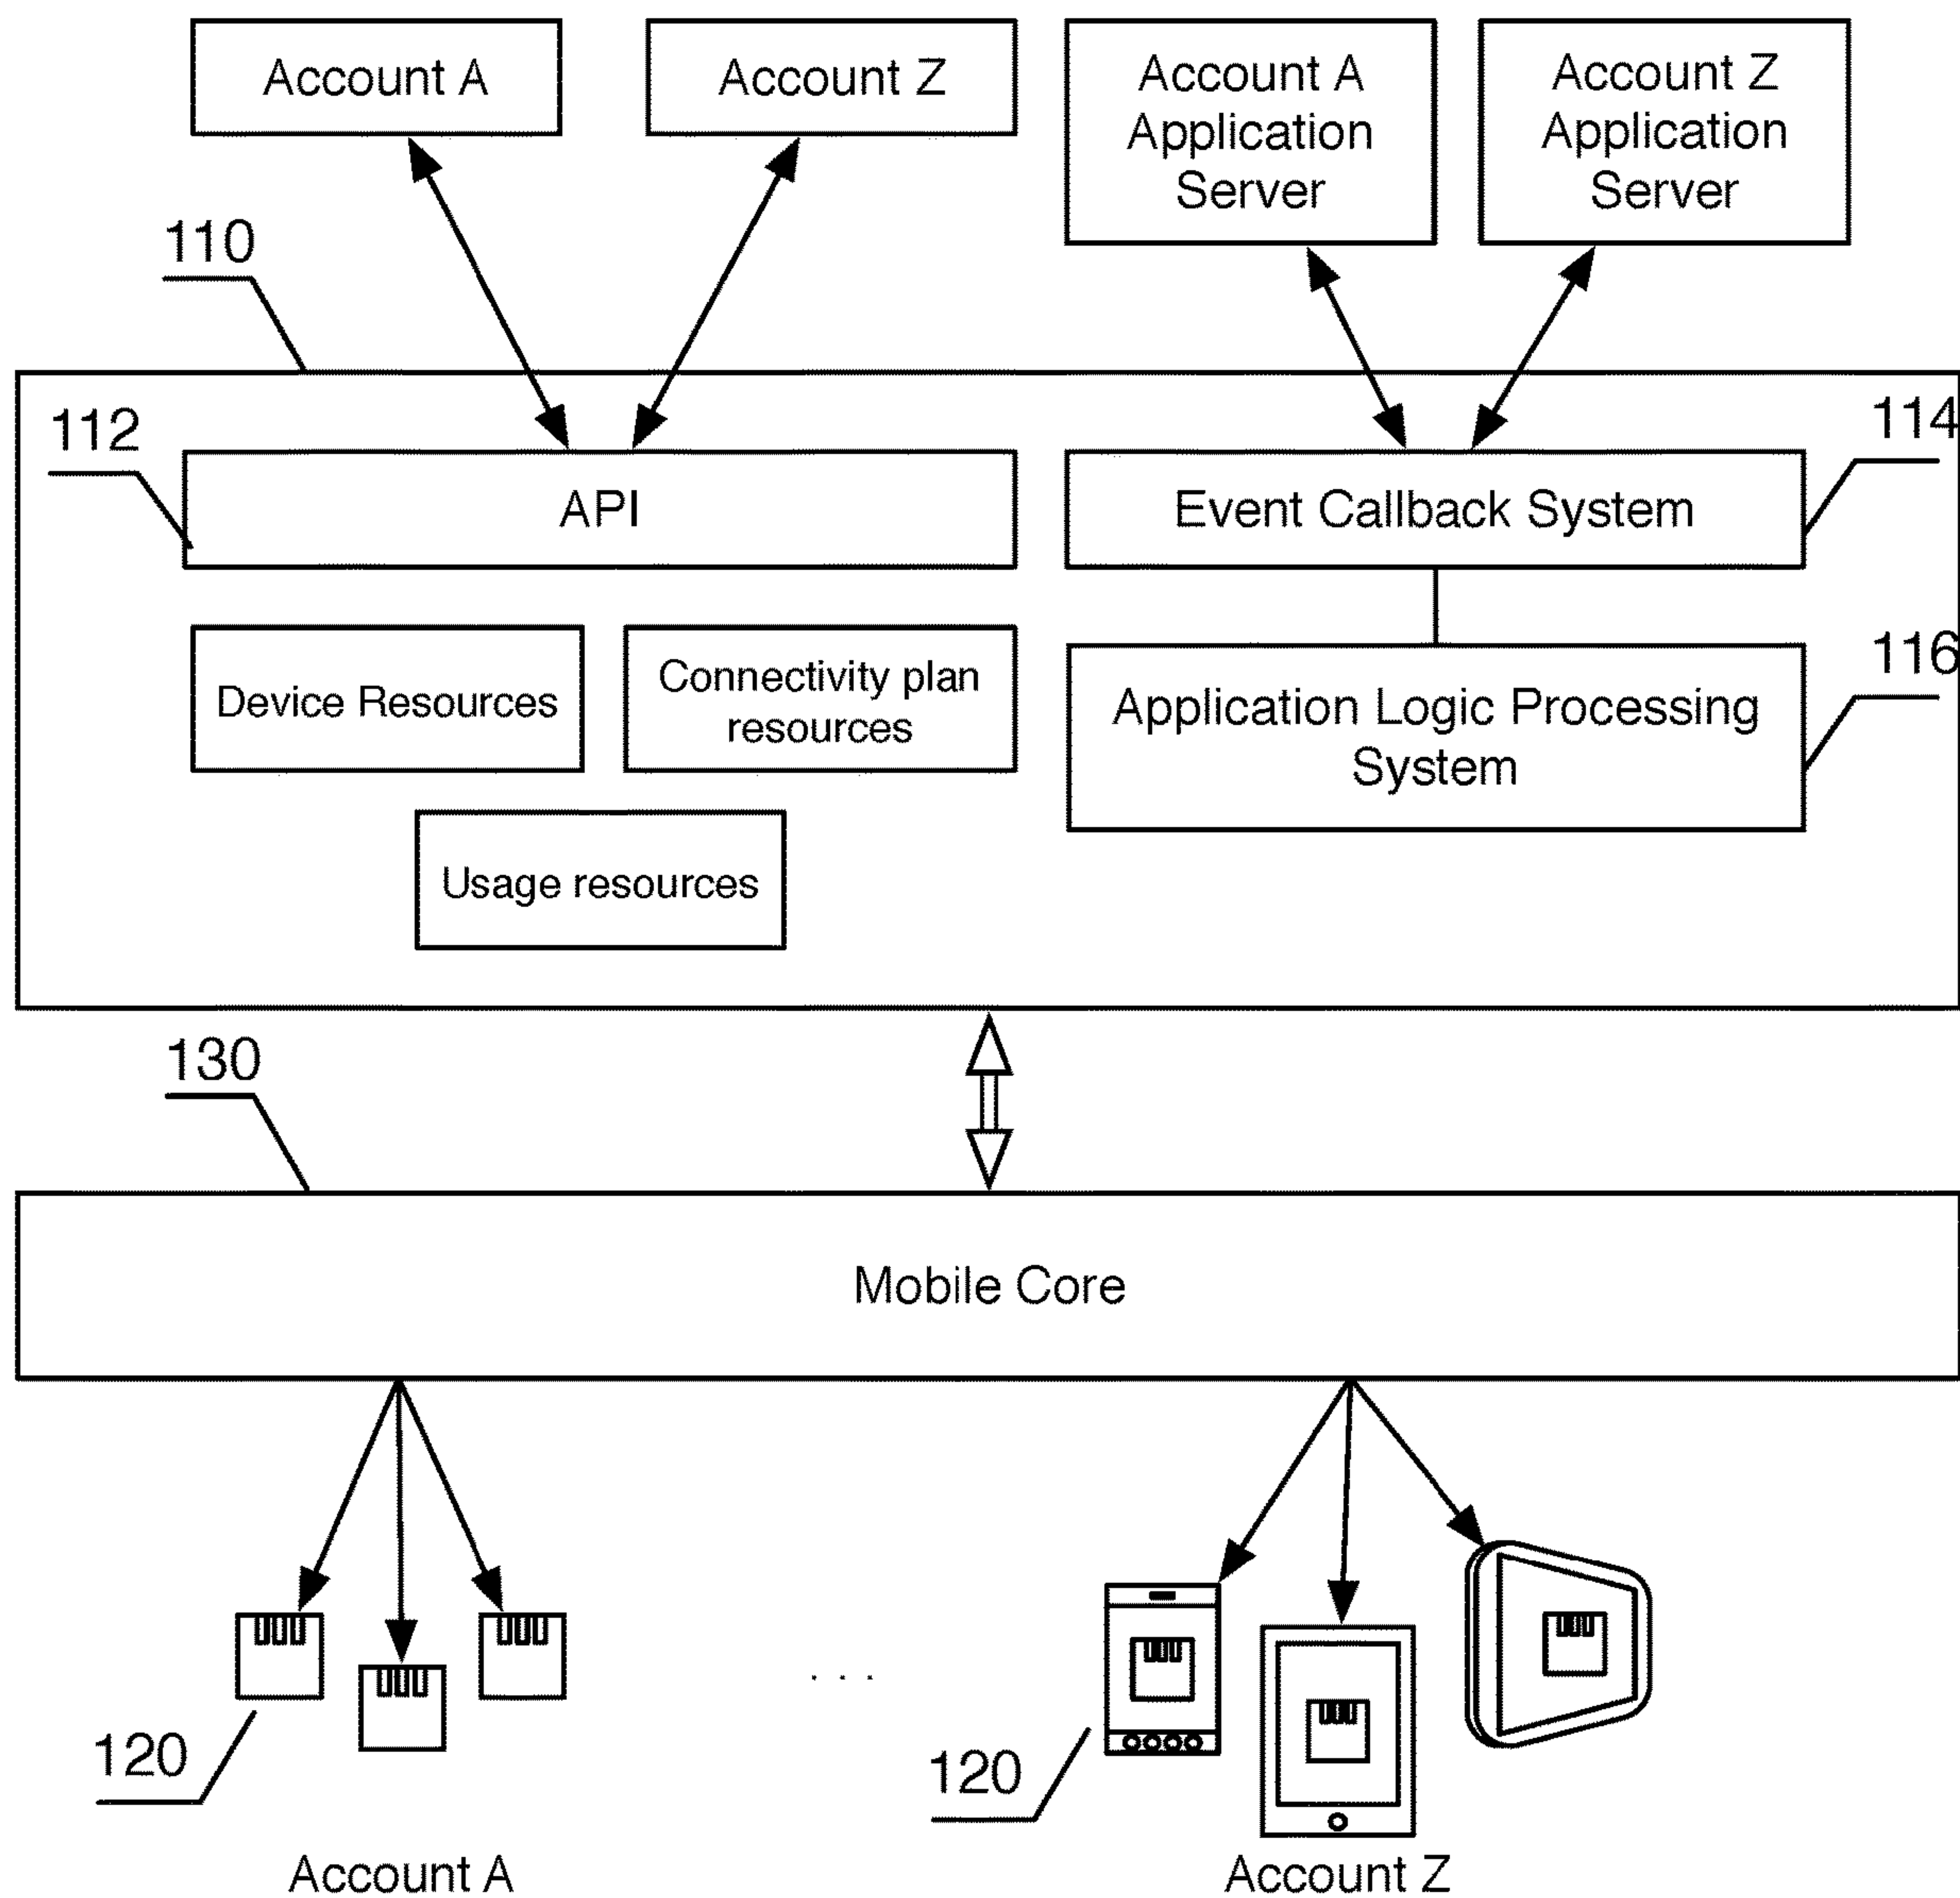 Account A
Account Z
Account A
Application
Server
Account Z
Application
Server
110
112
API
Event Callback System
114
Device Resources
Connectivity plan
resources
Application Logic Processing
System
116
Usage resources
130
Mobile Core
. . .
120
120
Account A
Account Z